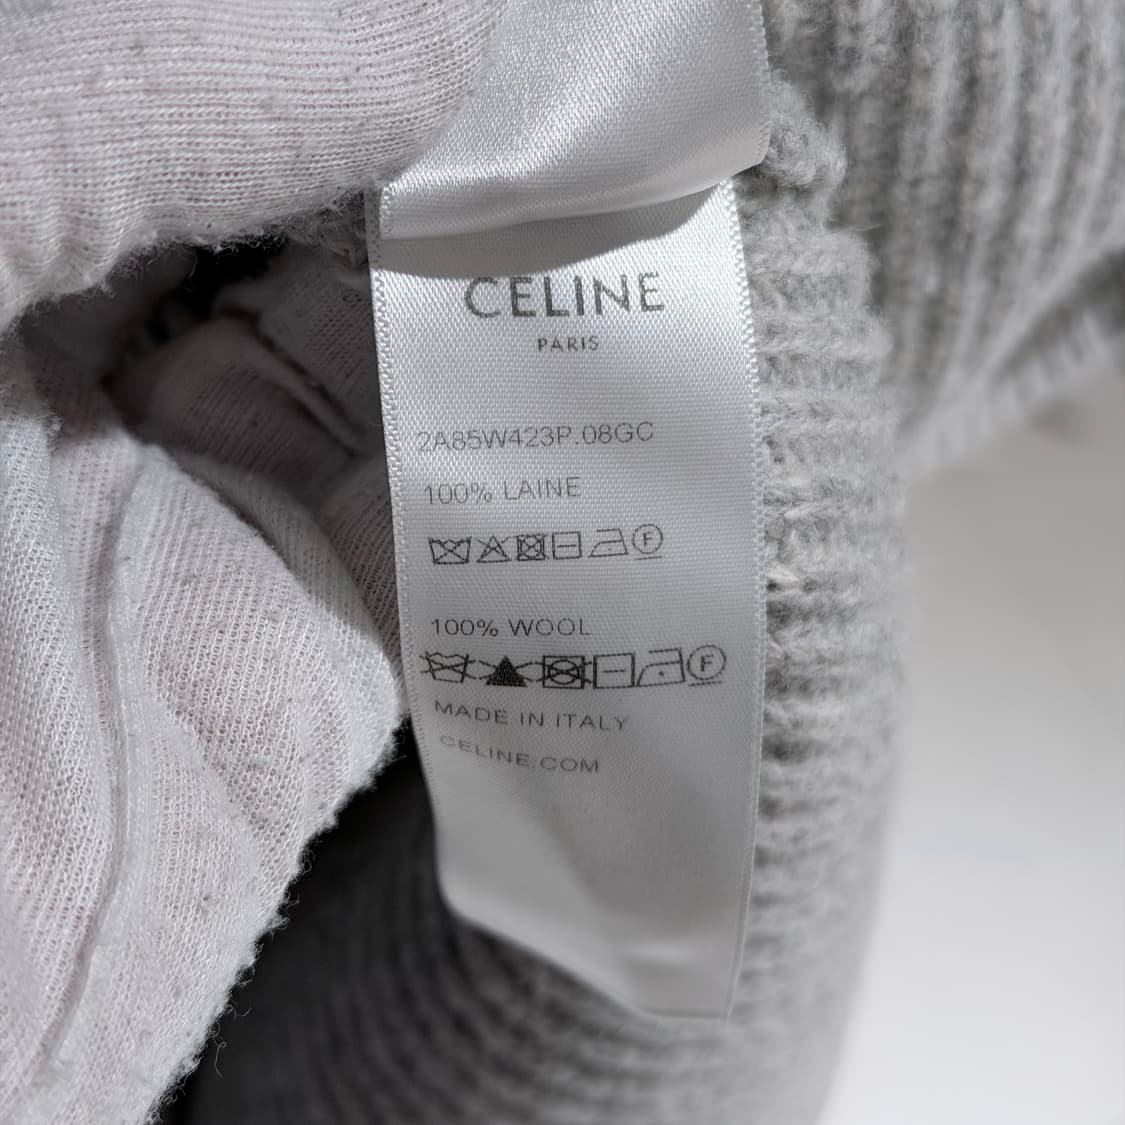 CELINE
PARIS
2A85W423P.08GC
100% LAINE
F
100% WOOL
F
MADE IN ITALY
CELINE.COM